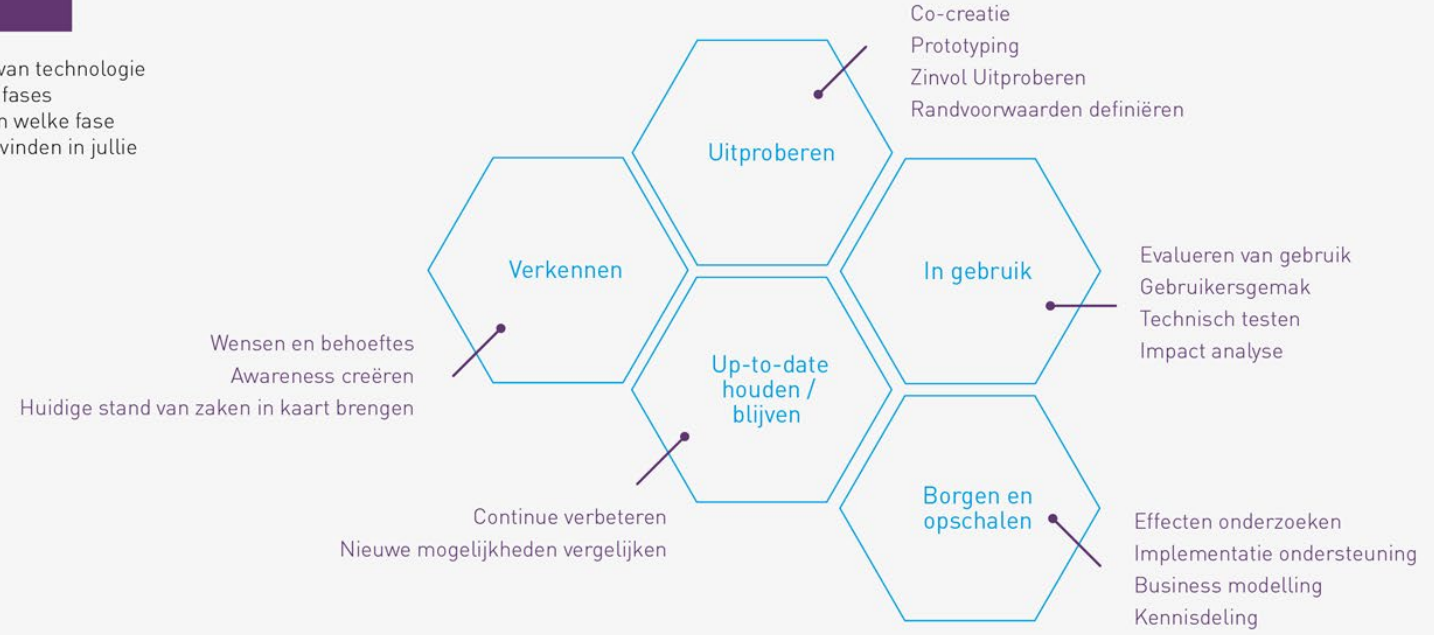 van technologie
fases
welke fase
vinden in jullie
Co-creatie
Prototyping
Zinvol Uitproberen
Randvoorwaarden definiëren
Uitproberen
Verkennen
In gebruik
Evalueren van gebruik
Gebruikersgemak
Technisch testen
Impact analyse
Wensen en behoeftes
Awareness creëren
Huidige stand van zaken in kaart brengen
Up-to-date
houden /
blijven
Continue verbeteren
Nieuwe mogelijkheden vergelijken
Borgen en
opschalen
Effecten onderzoeken
Implementatie ondersteuning
Business modelling
Kennisdeling